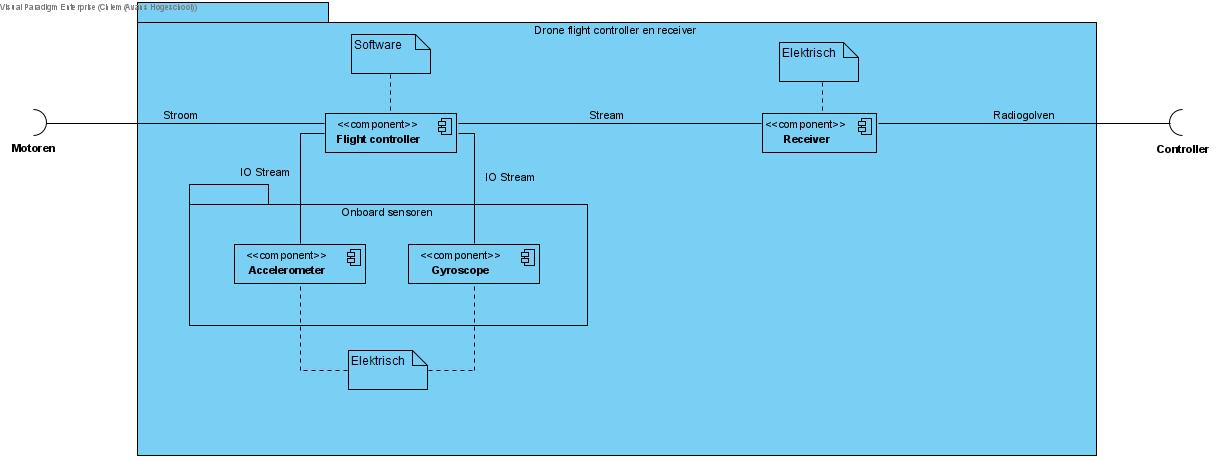 Visual Paradigm Enterprise (Chiem (Avans Hogeschool))
Drone flight controller en receiver
Software
Elektrisch
Stroom
Stream
Radiogolven
<<component>>
Flight controller
<<component>>
Receiver
Motoren
Controller
IO Stream
IO Stream
Onboard sensoren
<<component>>
Accelerometer
<<component>>
Gyroscope
Elektrisch